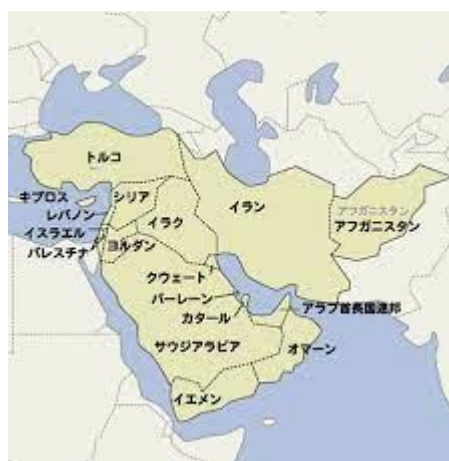 トルコ
キプロス
シリア
レバノン
イラク
イラン
アフガニスタン
アフガニスタン
イスラエル
ヨルダン
パレスチナ
クウェート
バーレーン
カタール
アラブ首長国連邦
サウジアラビア
オマーン
イエメン